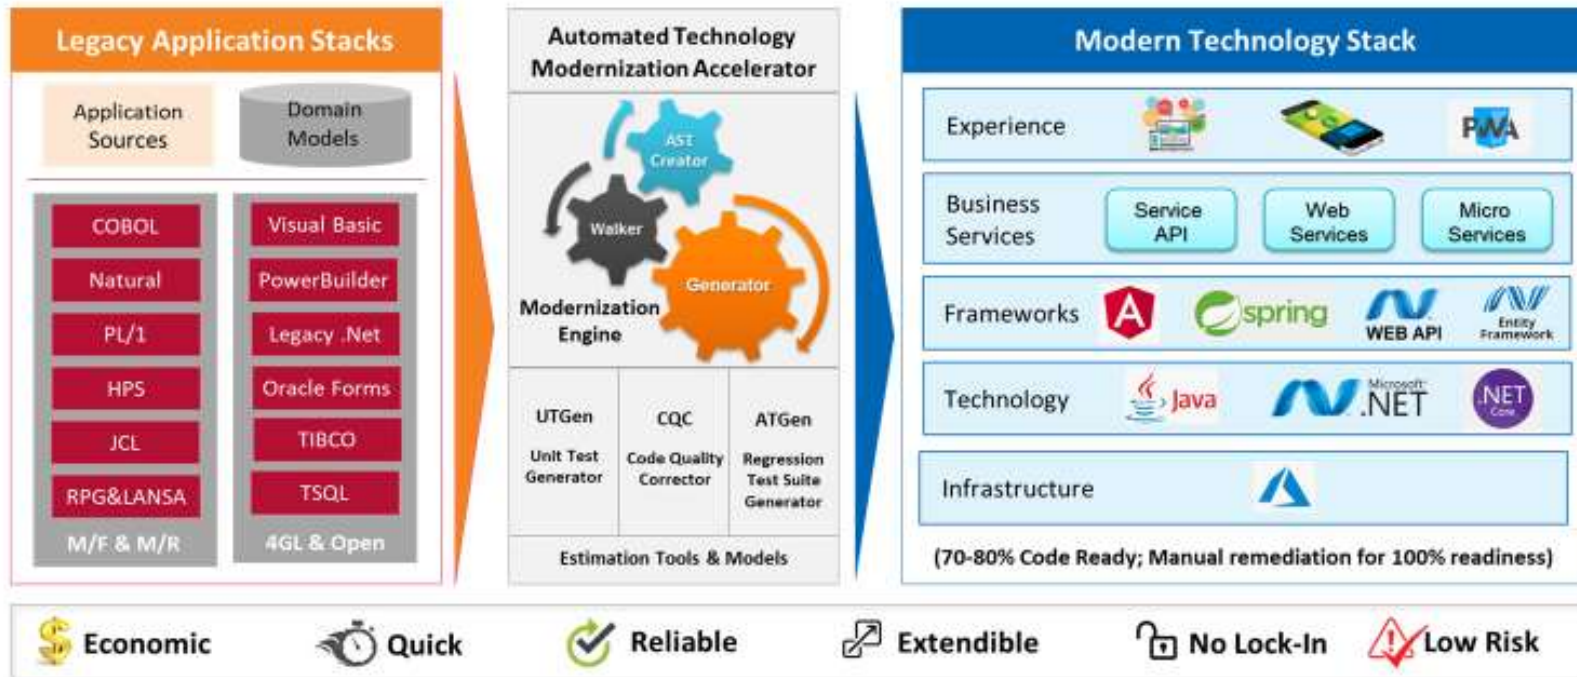 Legacy Application Stacks
Application
Sources
Domain
Models
COBOL
Natural
PL/1
HPS
JCL
RPG&LANSA
M/F & M/R
Visual Basic
PowerBuilder
Legacy .Net
Oracle Forms
TIBCO
TSQL
4GL & Open
Automated Technology
Modernization Accelerator
AST
Creator
Walker
Generator
Modernization
Engine
UTGen
Unit Test
Generator
CQC
Code Quality
Corrector
ATGen
Regression
Test Suite
Generator
Estimation Tools & Models
Modern Technology Stack
Experience
PWA
Business
Services
Service
API
Web
Services
Micro
Services
Frameworks
spring
WEB API
Entity
Framework
Technology
Java
Microsoft
.NET
.NET
Core
Infrastructure
(70-80% Code Ready; Manual remediation for 100% readiness)
Economic
Quick
Reliable
Extendible
No Lock-In
Low Risk